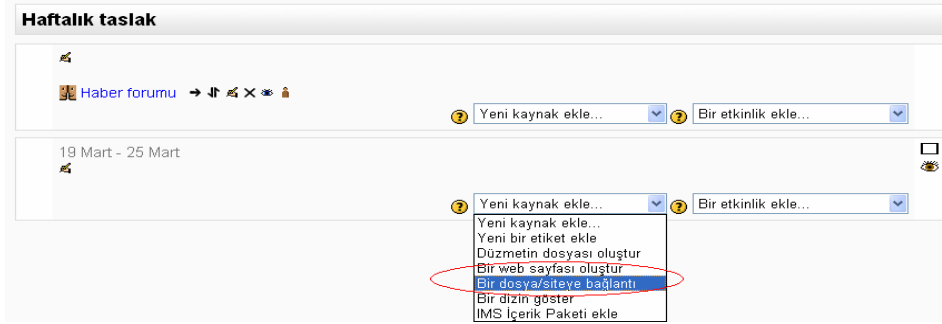 Haftalık taslak
Haber forumu
Yeni kaynak ekle... Bir etkinlik ekle...
19 Mart - 25 Mart
Yeni kaynak ekle... Bir etkinlik ekle...
Yeni kaynak ekle...
Yeni bir etiket ekle
Düzmetin dosyası oluştur
Bir web sayfası oluştur
Bir dosya/siteye bağlantı
Bir dizin göster
IMS İçerik Paketi ekle